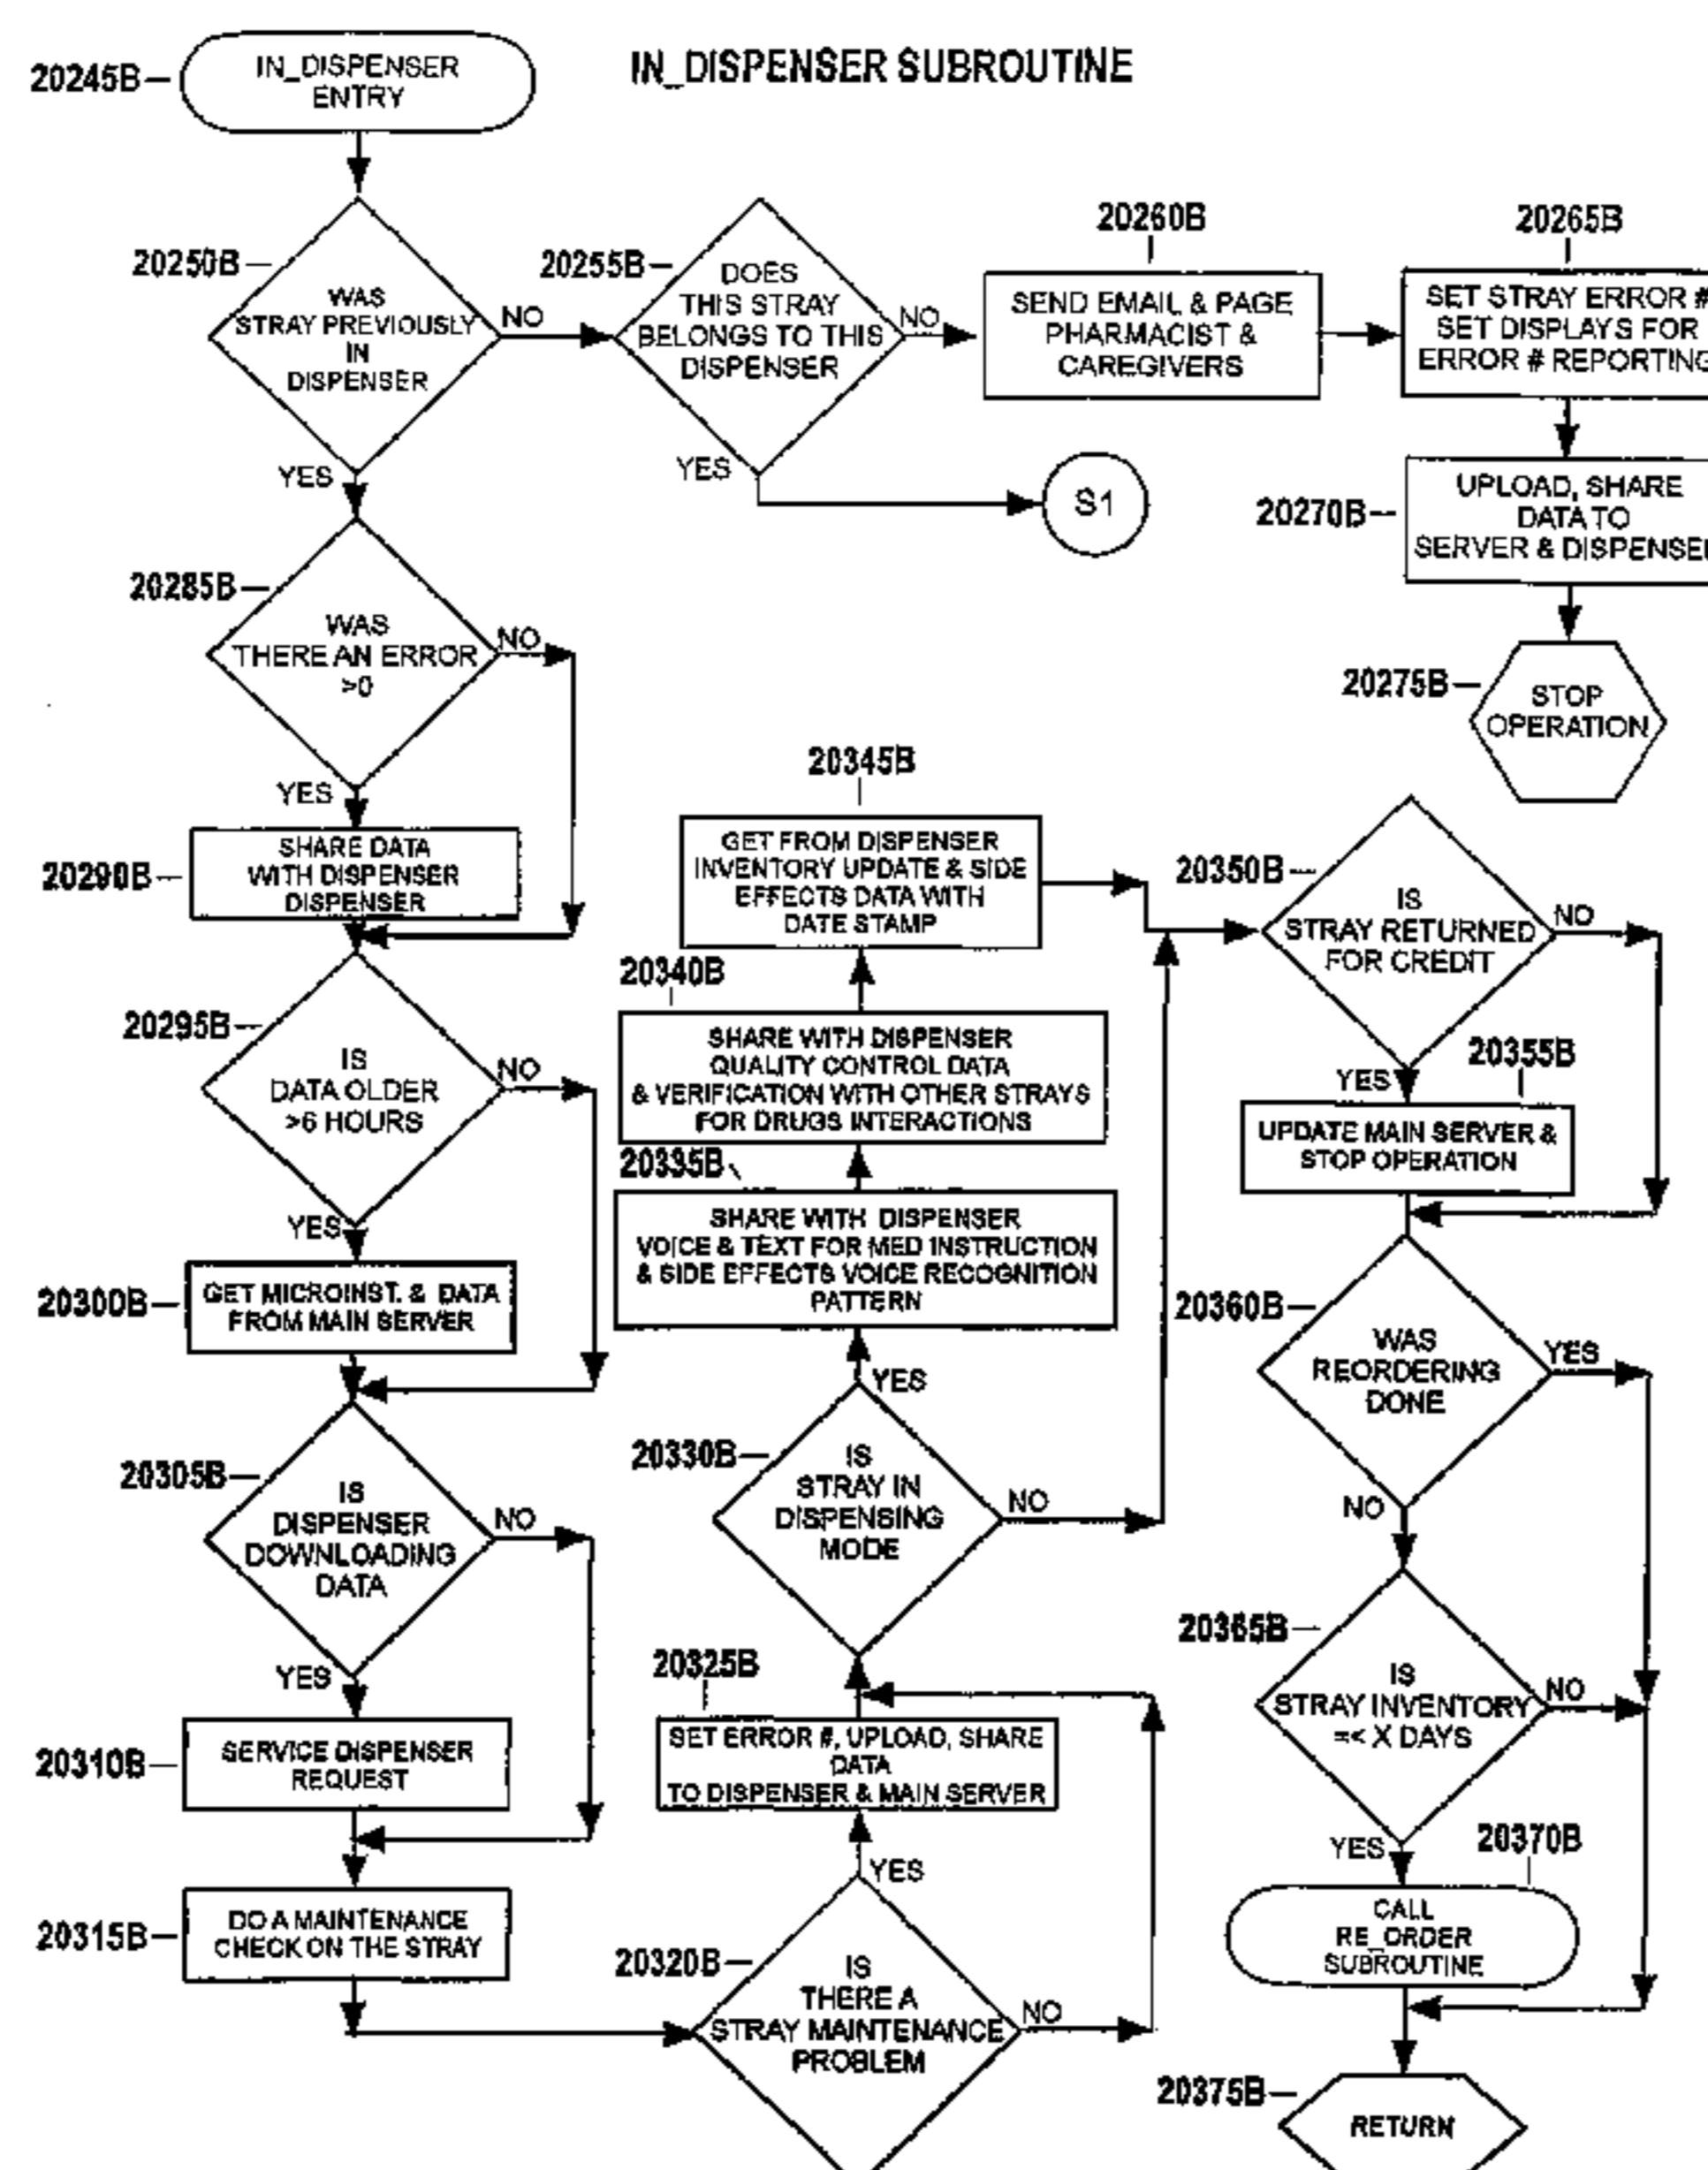 IN_DISPENSER SUBROUTINE
20245B
IN_DISPENSER
ENTRY
20250B
WAS
STRAY PREVIOUSLY
IN
DISPENSER
NO
YES
20255B
DOES
THIS STRAY
BELONGS TO THIS
DISPENSER
NO
YES
S1
20260B
SEND EMAIL & PAGE
PHARMACIST &
CAREGIVERS
20265B
SET STRAY ERROR #
SET DISPLAYS FOR
ERROR # REPORTING
20270B
UPLOAD, SHARE
DATA TO
SERVER & DISPENSER
20275B
STOP
OPERATION
20285B
WAS
THERE AN ERROR
>0
NO
YES
20290B
SHARE DATA
WITH DISPENSER
DISPENSER
20295B
IS
DATA OLDER
>6 HOURS
NO
YES
20300B
GET MICROINST. & DATA
FROM MAIN SERVER
20305B
IS
DISPENSER
DOWNLOADING
DATA
NO
YES
20310B
SERVICE DISPENSER
REQUEST
20315B
DO A MAINTENANCE
CHECK ON THE STRAY
20320B
IS
THERE A
STRAY MAINTENANCE
PROBLEM
NO
YES
20325B
SET ERROR #, UPLOAD, SHARE
DATA
TO DISPENSER & MAIN SERVER
20330B
IS
STRAY IN
DISPENSING
MODE
NO
YES
20335B
SHARE WITH DISPENSER
VOICE & TEXT FOR MED INSTRUCTION
& SIDE EFFECTS VOICE RECOGNITION
PATTERN
20340B
SHARE WITH DISPENSER
QUALITY CONTROL DATA
& VERIFICATION WITH OTHER STRAYS
FOR DRUGS INTERACTIONS
20345B
GET FROM DISPENSER
INVENTORY UPDATE & SIDE
EFFECTS DATA WITH
DATE STAMP
20350B
IS
STRAY RETURNED
FOR CREDIT
NO
YES
20355B
UPDATE MAIN SERVER &
STOP OPERATION
20360B
WAS
REORDERING
DONE
YES
NO
20365B
IS
STRAY INVENTORY
=< X DAYS
NO
YES
20370B
CALL
RE_ORDER
SUBROUTINE
20375B
RETURN